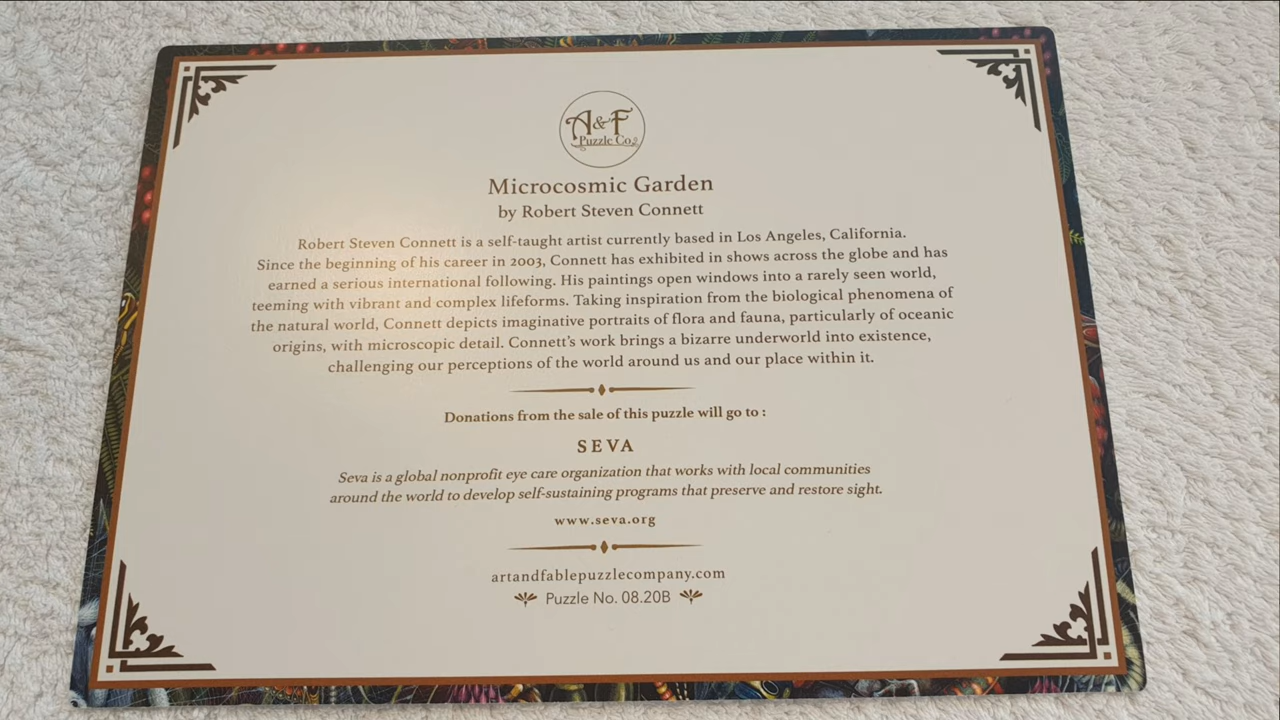 A&F
Puzzle Co.
Microcosmic Garden
by Robert Steven Connett
Robert Steven Connett is a self-taught artist currently based in Los Angeles, California.
Since the beginning of his career in 2003, Connett has exhibited in shows across the globe and has
earned a serious international following. His paintings open windows into a rarely seen world,
teeming with vibrant and complex lifeforms. Taking inspiration from the biological phenomena of
the natural world, Connett depicts imaginative portraits of flora and fauna, particularly of oceanic
origins, with microscopic detail. Connett's work brings a bizarre underworld into existence,
challenging our perceptions of the world around us and our place within it.
Donations from the sale of this puzzle will go to :
SEVA
Seva is a global nonprofit eye care organization that works with local communities
around the world to develop self-sustaining programs that preserve and restore sight.
www.seva.org
artandfablepuzzlecompany.com
Puzzle No. 08.20B